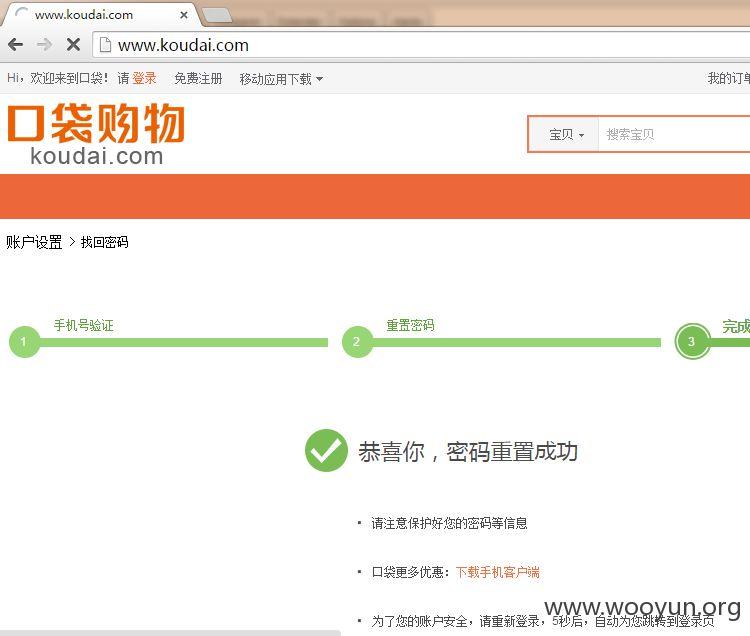 www.koudai.com
www.koudai.com
Hi，欢迎来到口袋！请 登录 免费注册 移动应用下载 我的订单
口袋购物
koudai.com
宝贝 搜索宝贝
账户设置 > 找回密码
手机号验证 重置密码 完成
1 2 3
恭喜你，密码重置成功
· 请注意保护好您的密码等信息
· 口袋更多优惠：下载手机客户端
· 为了您的账户安全，请重新登录，5秒后，自动为您跳转到登录页
www.wooyun.org